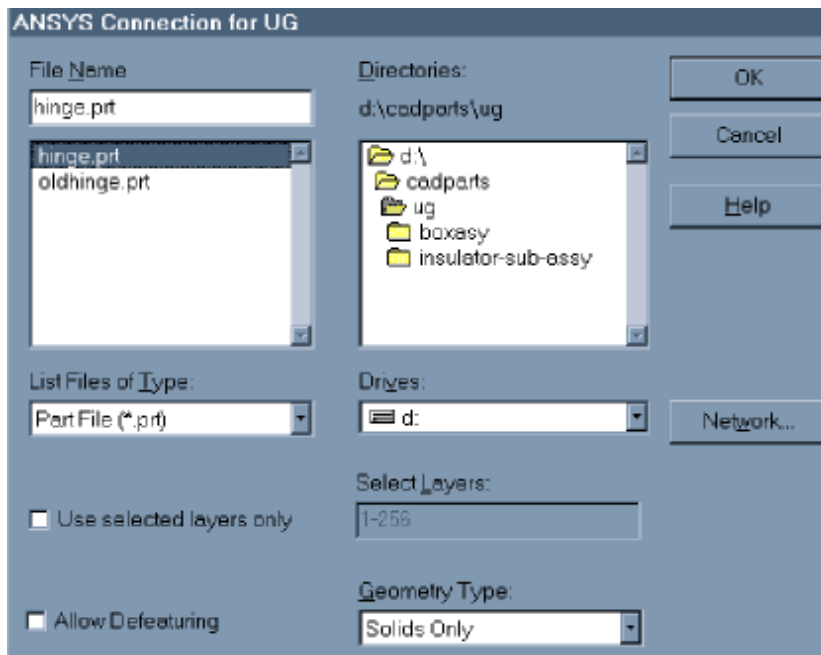 ANSYS Connection for UG
File Name
hinge.prt
hinge.prt
oldhinge.prt
List Files of Type:
Part File (*.prt)
Use selected layers only
Allow Defeaturing
Directories:
d:\cadparts\ug
d:\
cadparts
ug
boxasy
insulator-sub-assy
Drives:
d:
Select Layers:
1-256
Geometry Type:
Solids Only
OK
Cancel
Help
Network...